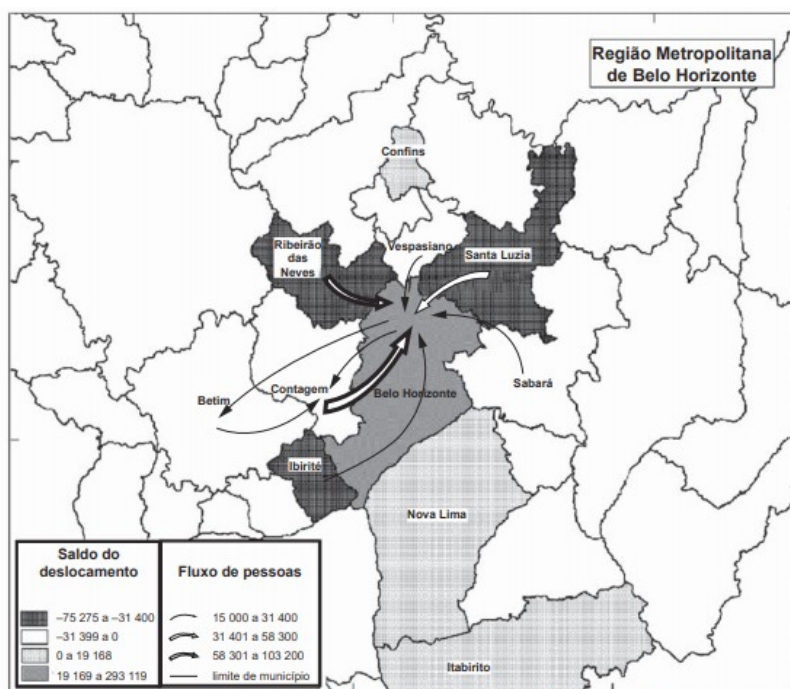 Região Metropolitana
de Belo Horizonte
Confins
Ribeirão
das
Neves
Vespasiano
Santa Luzia
Contagem
Betim
Belo Horizonte
Sabará
Ibirité
Nova Lima
Itabirito
Saldo do
deslocamento
–75 275 a –31 400
–31 399 a 0
0 a 19 168
19 169 a 293 119
Fluxo de pessoas
15 000 a 31 400
31 401 a 58 300
58 301 a 103 200
limite de município